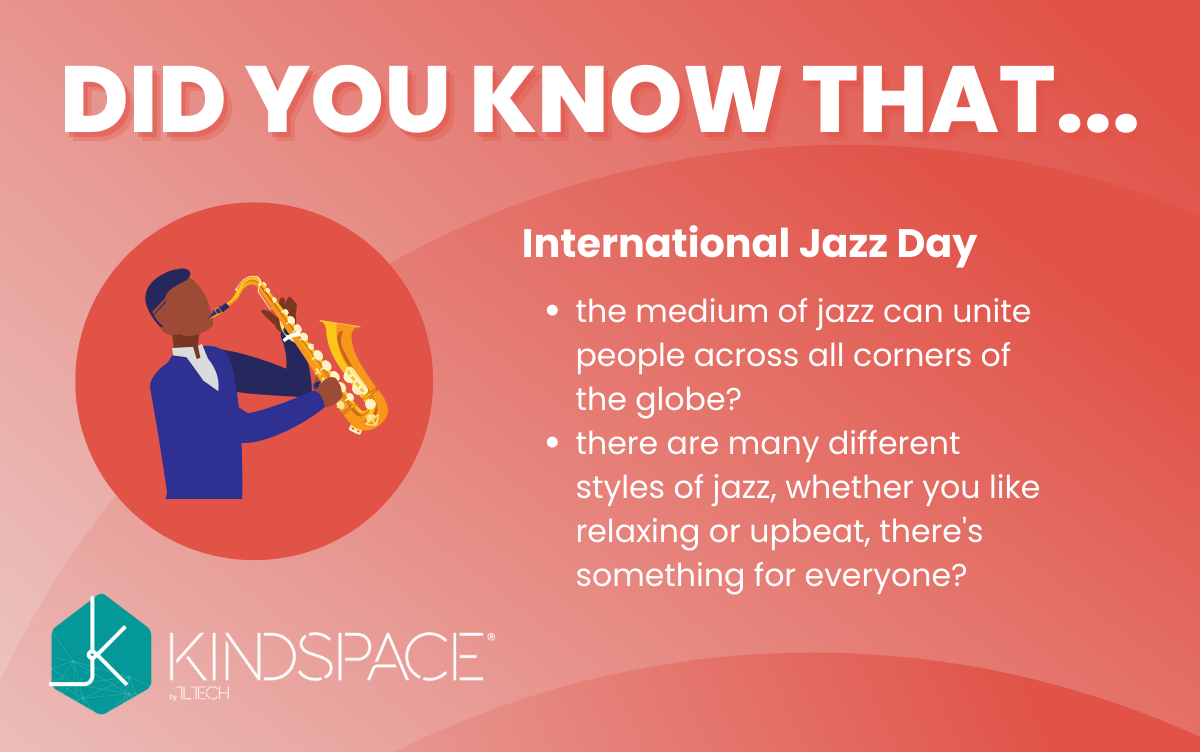 DID YOU KNOW THAT...
International Jazz Day
• the medium of jazz can unite
people across all corners of
the globe?
• there are many different
styles of jazz, whether you like
relaxing or upbeat, there's
something for everyone?
KINDSPACE®
by TLTECH